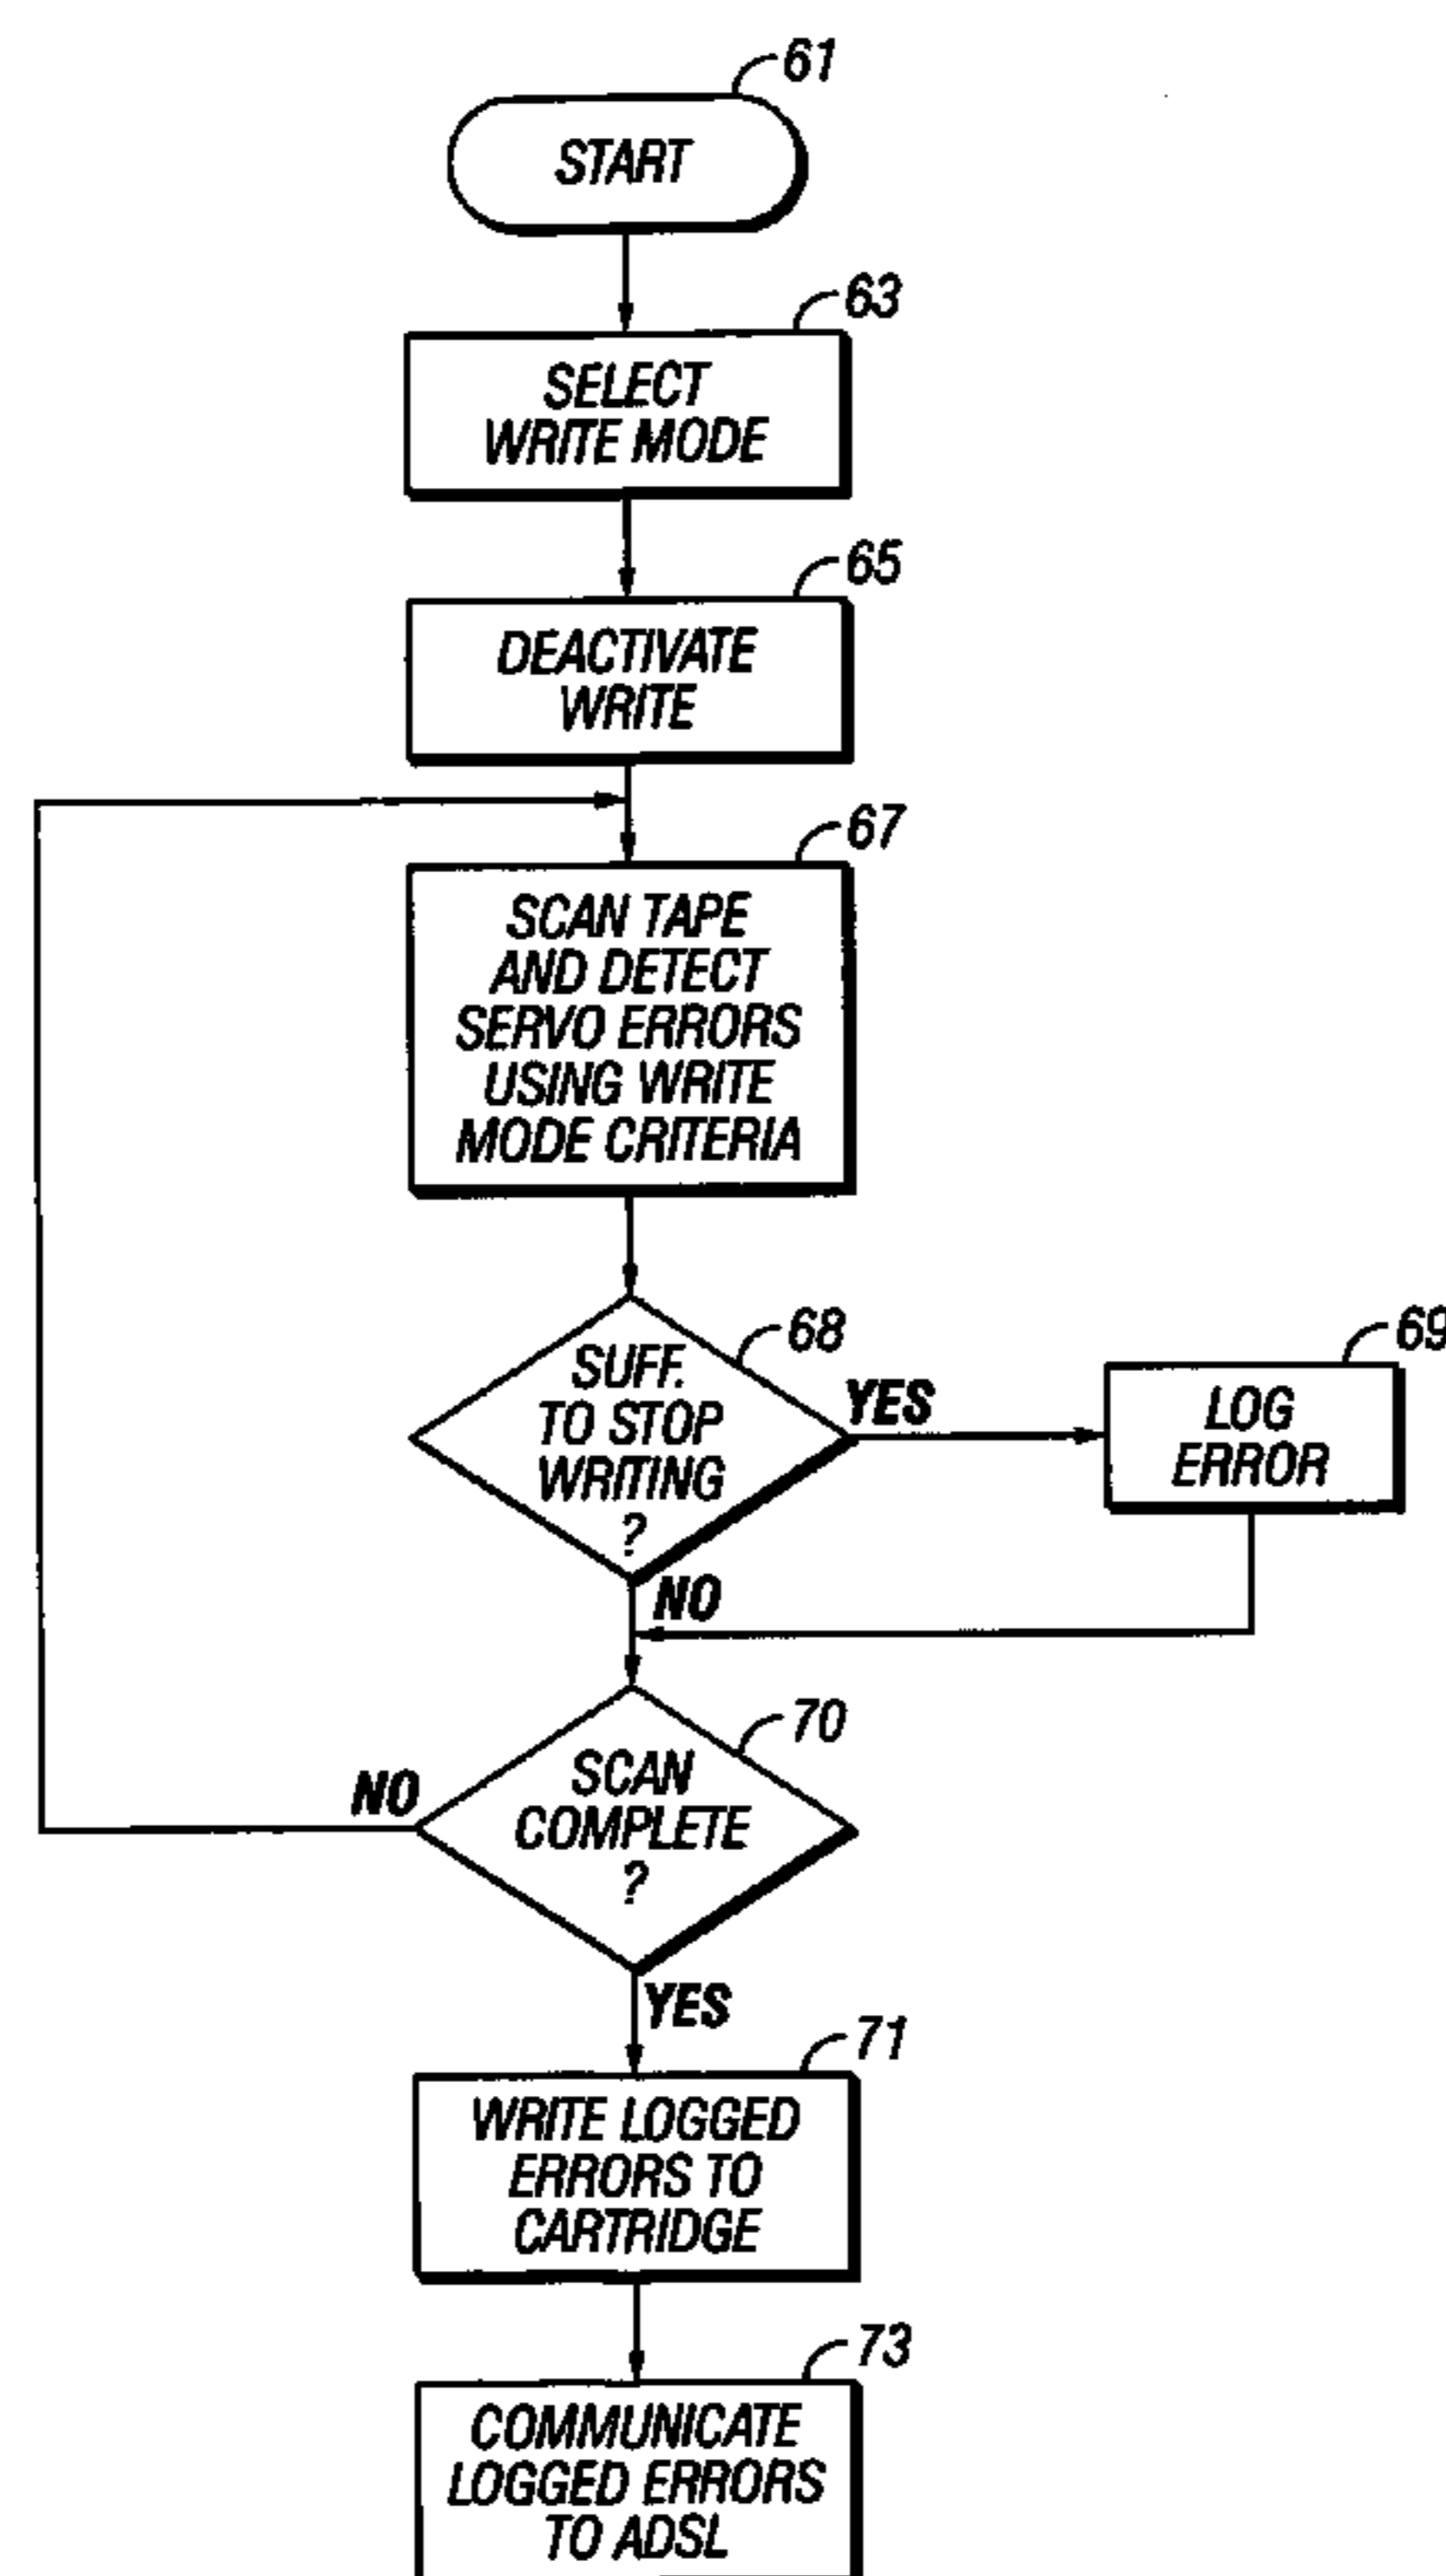 61
START
63
SELECT
WRITE MODE
65
DEACTIVATE
WRITE
67
SCAN TAPE
AND DETECT
SERVO ERRORS
USING WRITE
MODE CRITERIA
68
SUFF.
TO STOP
WRITING
?
YES
69
LOG
ERROR
NO
70
SCAN
COMPLETE
?
NO
YES
71
WRITE LOGGED
ERRORS TO
CARTRIDGE
73
COMMUNICATE
LOGGED ERRORS
TO ADSL